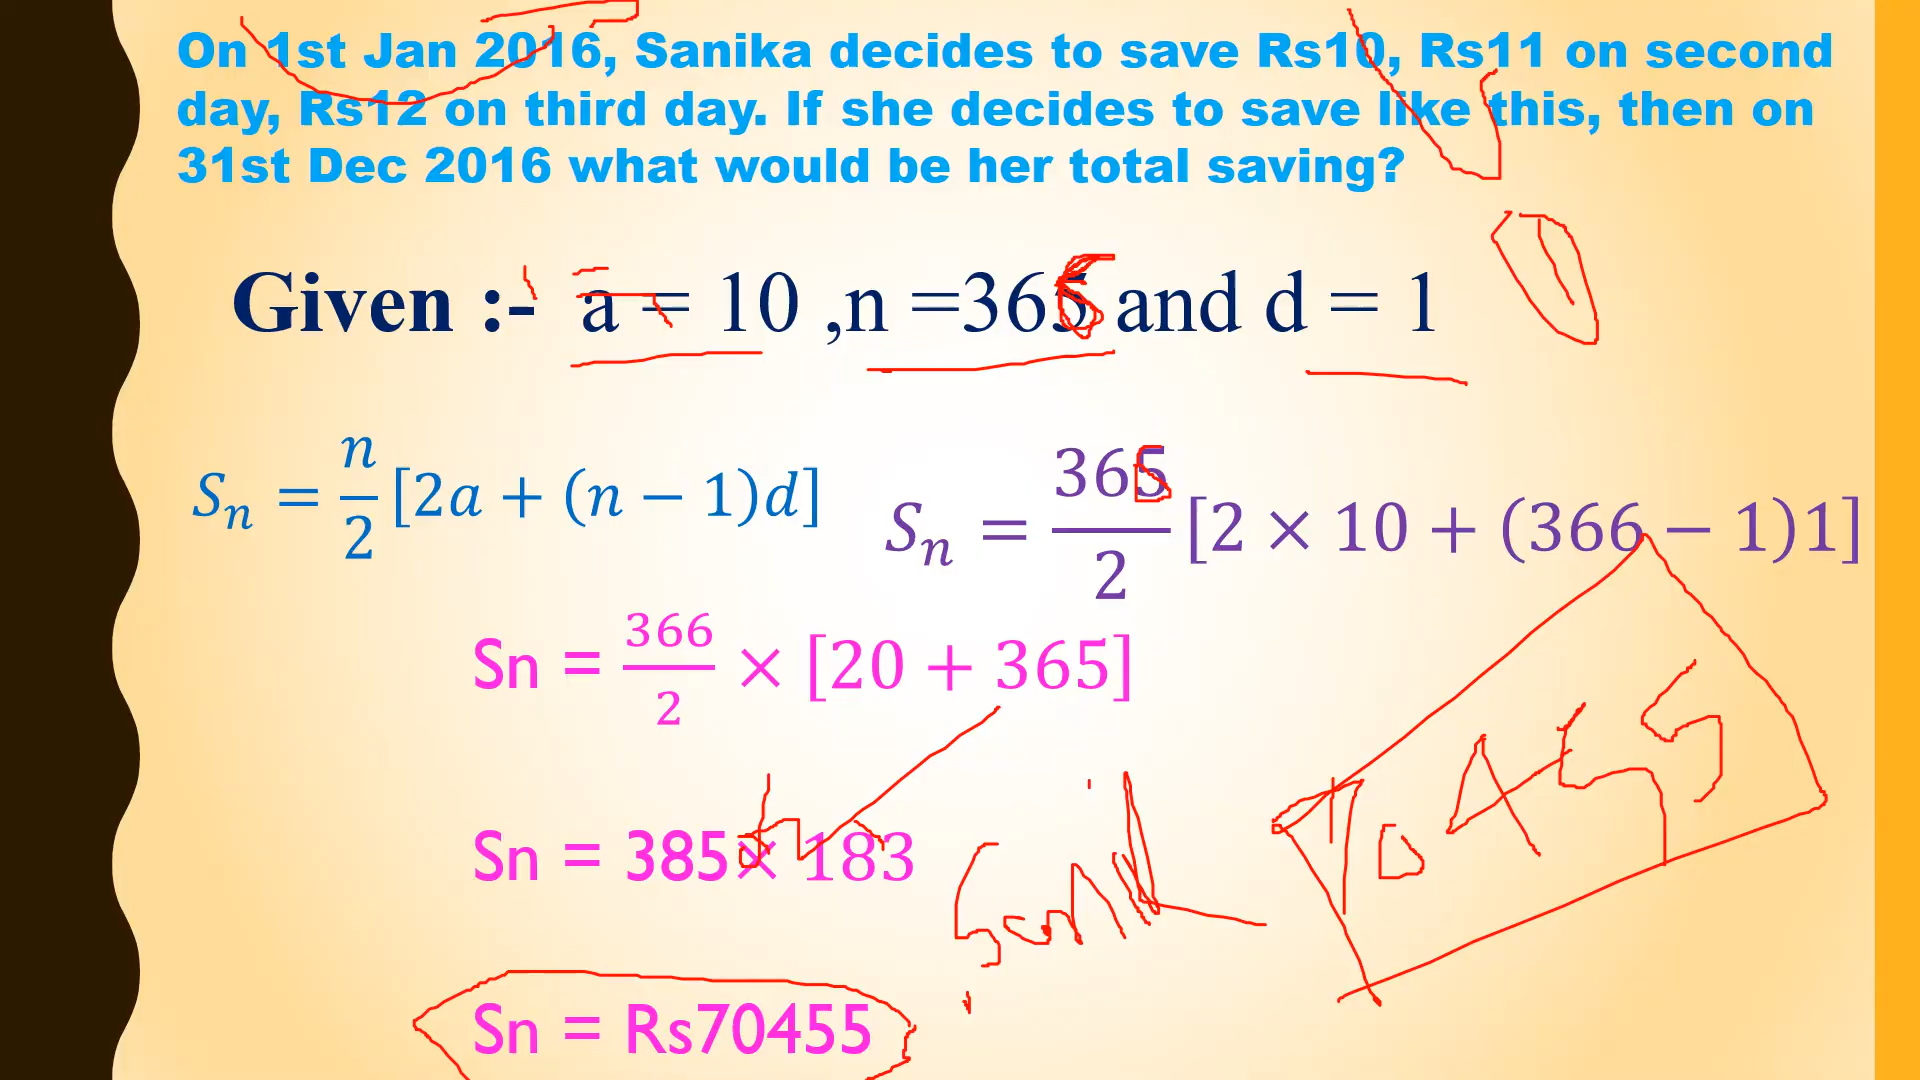 On 1st Jan 2016, Sanika decides to save Rs10, Rs11 on second
day, Rs12 on third day. If she decides to save like this, then on
31st Dec 2016 what would be her total saving?
Given :- a = 10 ,n =365 and d = 1
S_n = n/2 [2a + (n − 1)d]
S_n = 365/2 [2 × 10 + (366 − 1)1]
Sn = 366/2 × [20 + 365]
Sn = 385 × 183
Sn = Rs70455